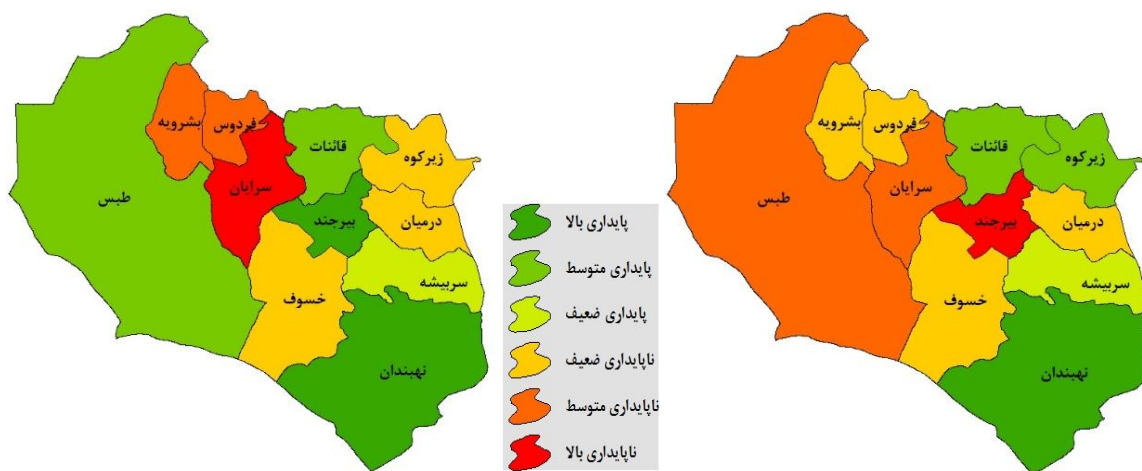 بشرویه
فردوس
قائنات
زیرکوه
سرایان
طبس
بیرجند
درمیان
سربیشه
خسوف
نهبندان
پایداری بالا
پایداری متوسط
پایداری ضعیف
ناپایداری ضعیف
ناپایداری متوسط
ناپایداری بالا
بشرویه
فردوس
قائنات
زیرکوه
سرایان
طبس
بیرجند
درمیان
سربیشه
خسوف
نهبندان